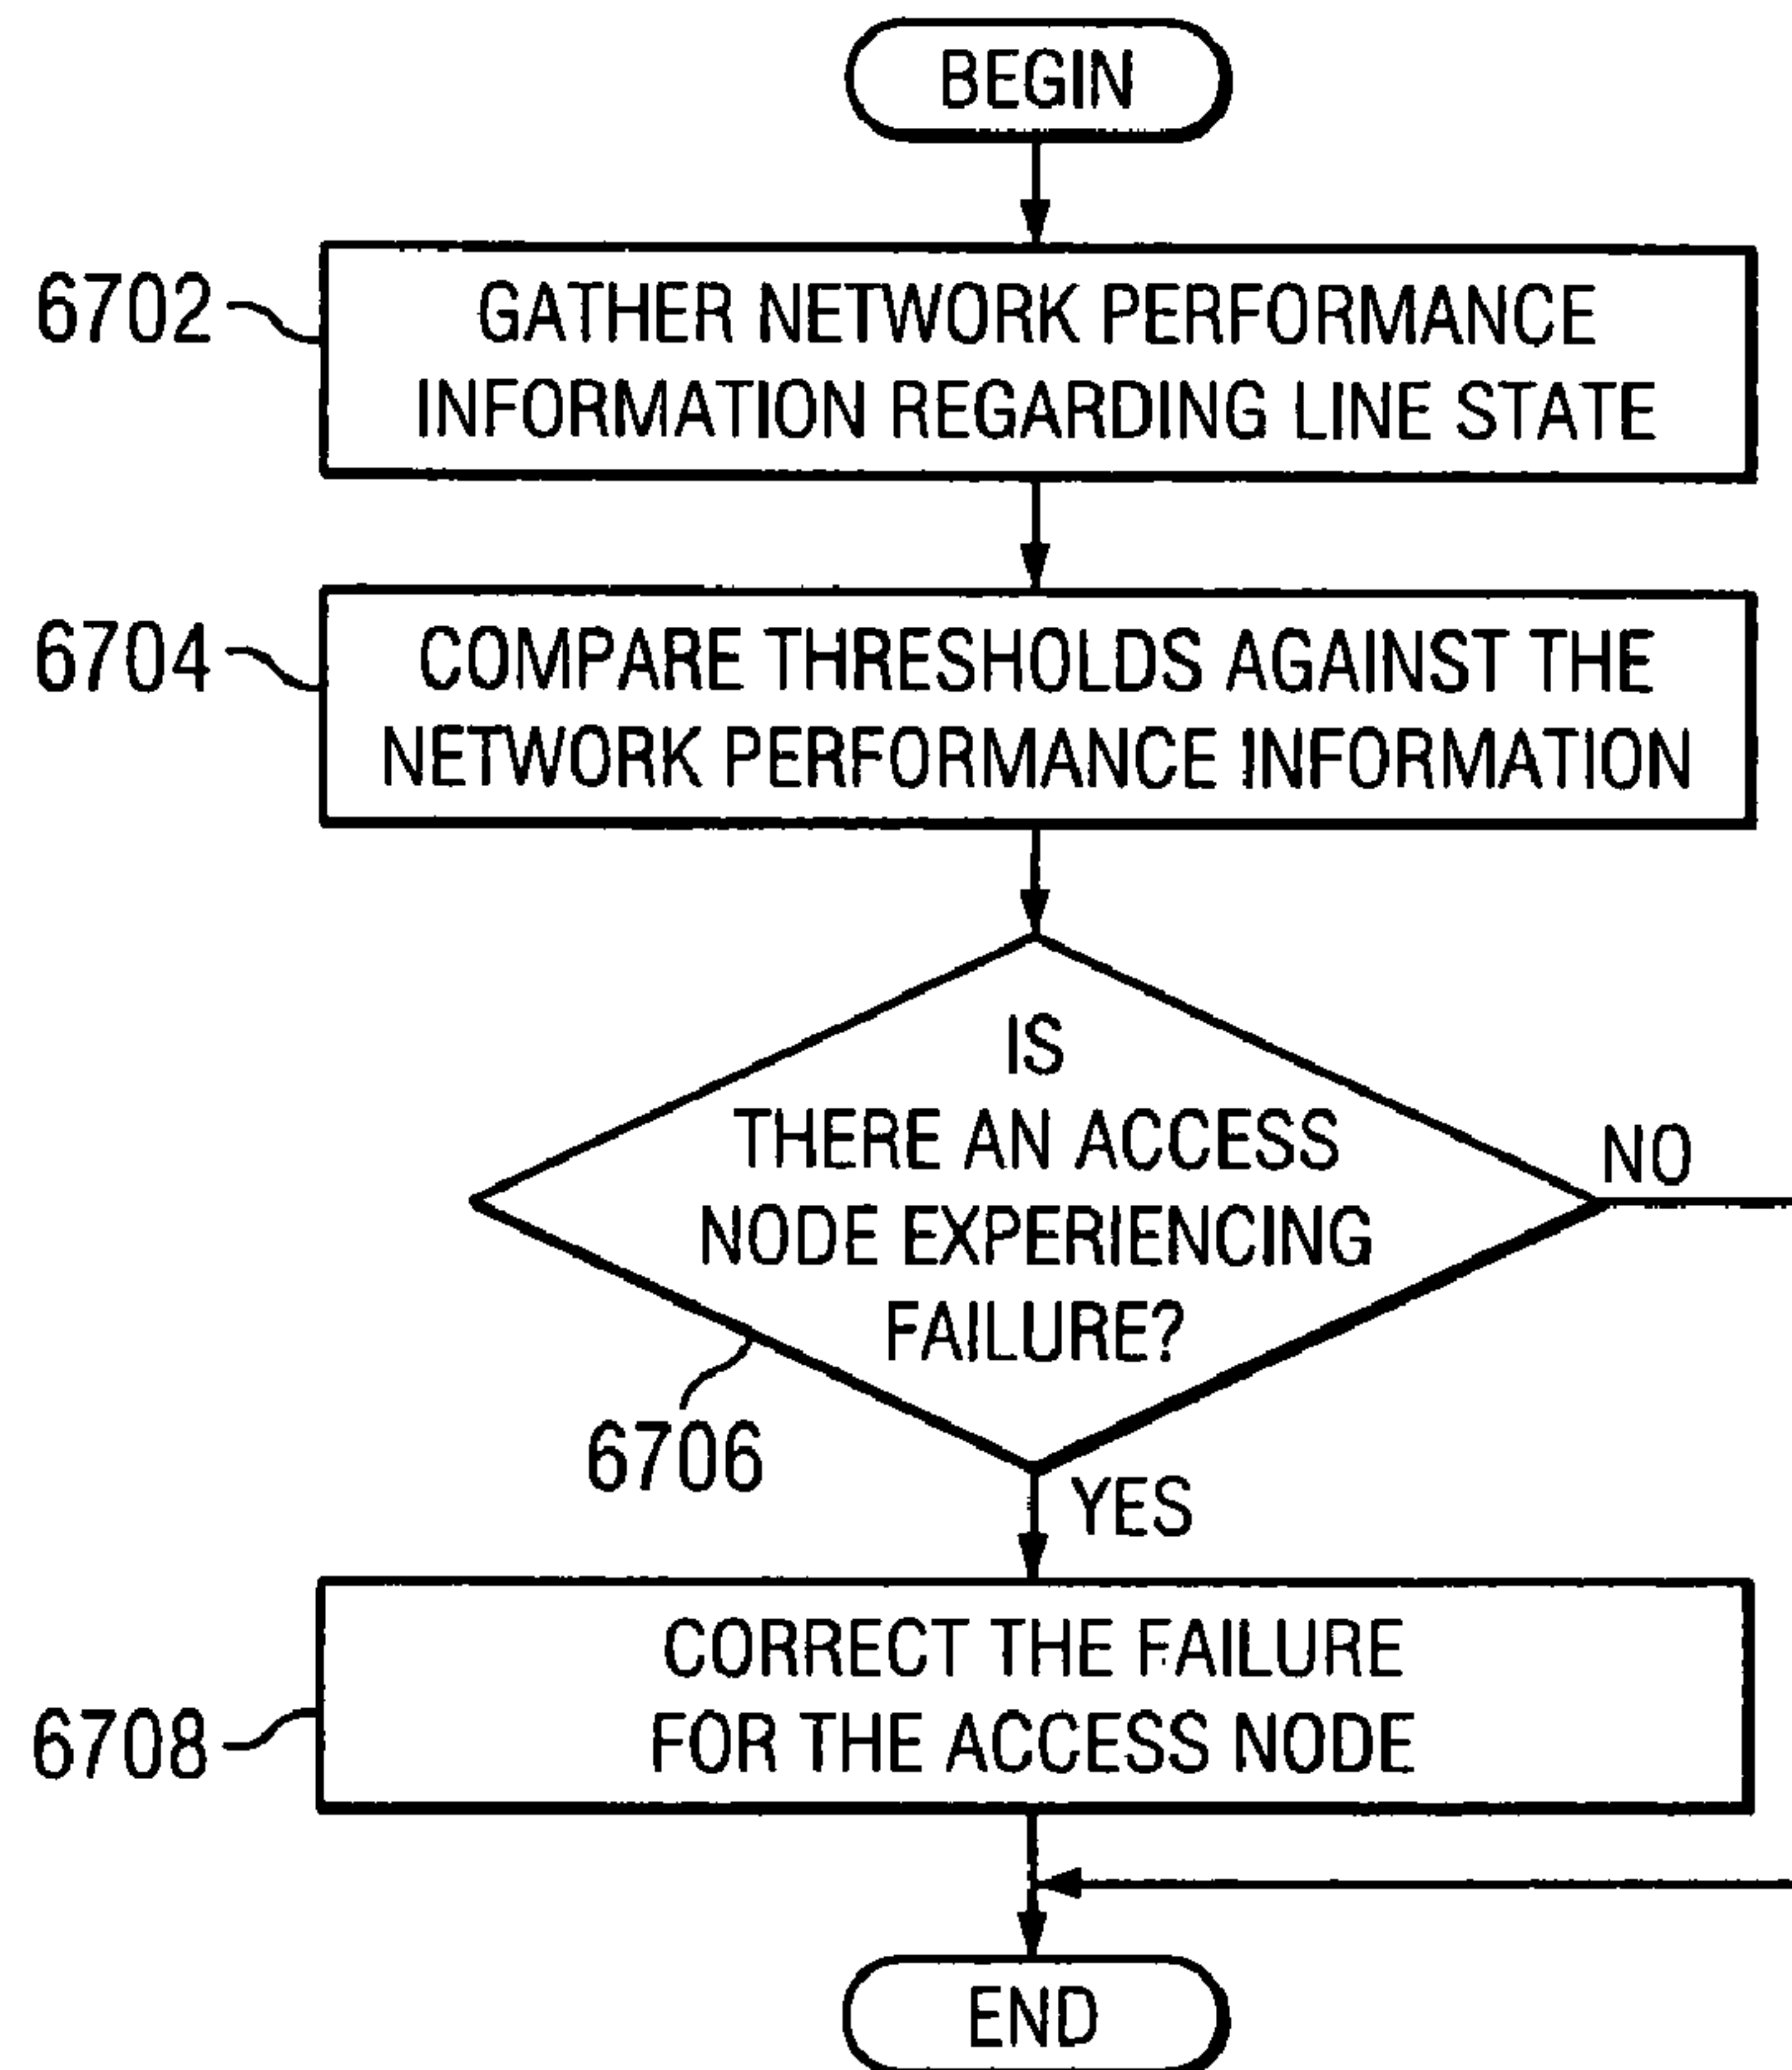 BEGIN
6702
GATHER NETWORK PERFORMANCE
INFORMATION REGARDING LINE STATE
6704
COMPARE THRESHOLDS AGAINST THE
NETWORK PERFORMANCE INFORMATION
IS
THERE AN ACCESS
NODE EXPERIENCING
FAILURE?
NO
6706
YES
CORRECT THE FAILURE
FOR THE ACCESS NODE
6708
END